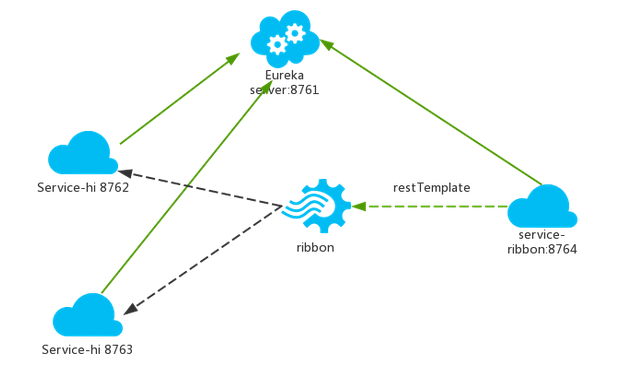 Eureka
server:8761
Service-hi 8762
restTemplate
ribbon
service-
ribbon:8764
Service-hi 8763